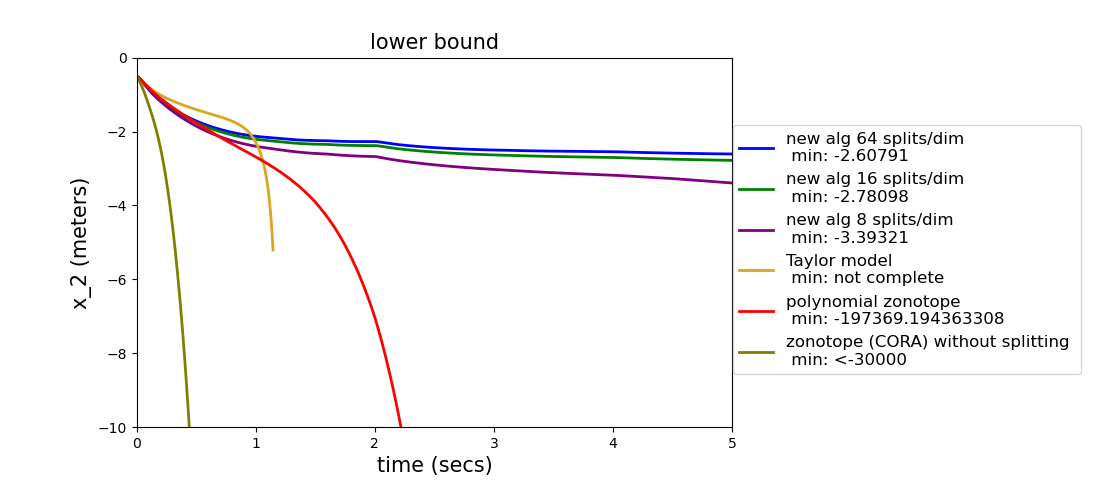 lower bound
x_2 (meters)
0
−2
−4
−6
−8
−10
0
1
2
3
4
5
time (secs)
new alg 64 splits/dim
min: -2.60791
new alg 16 splits/dim
min: -2.78098
new alg 8 splits/dim
min: -3.39321
Taylor model
min: not complete
polynomial zonotope
min: -197369.194363308
zonotope (CORA) without splitting
min: <-30000